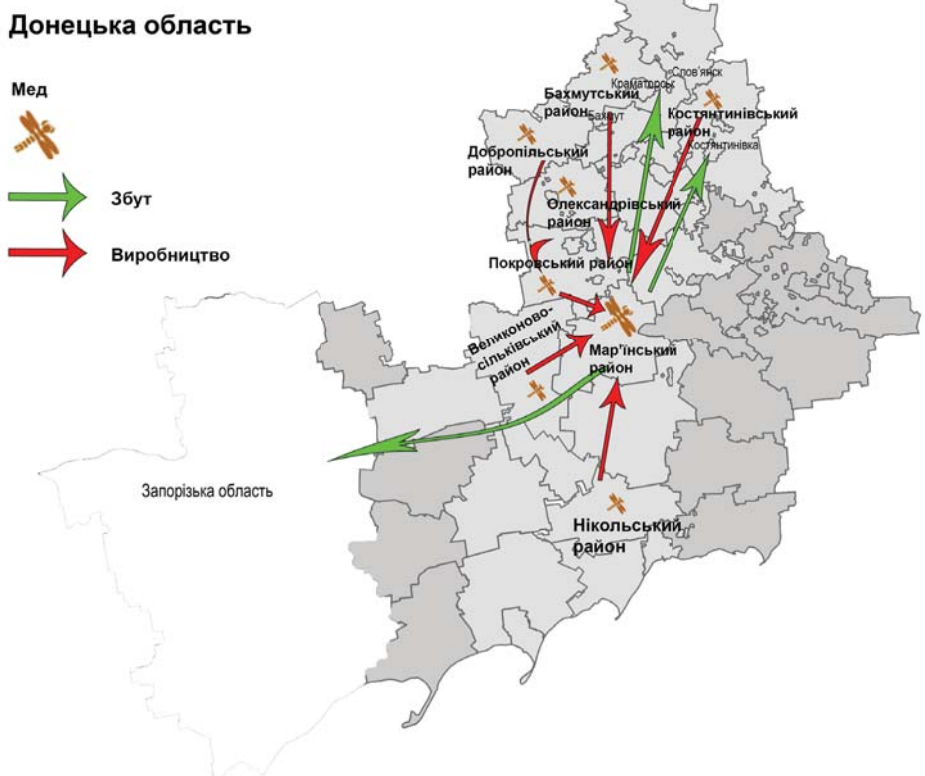 Донецька область
Мед
Збут
Виробництво
Слов'янск
Краматорськ
Бахмутський
район
Бахмут
Костянтинівський
район
Костянтинівка
Добропільський
район
Олександрівський
район
Покровський район
Великоново-
сільківський
район
Мар'їнський
район
Запорізька область
Нікольський
район